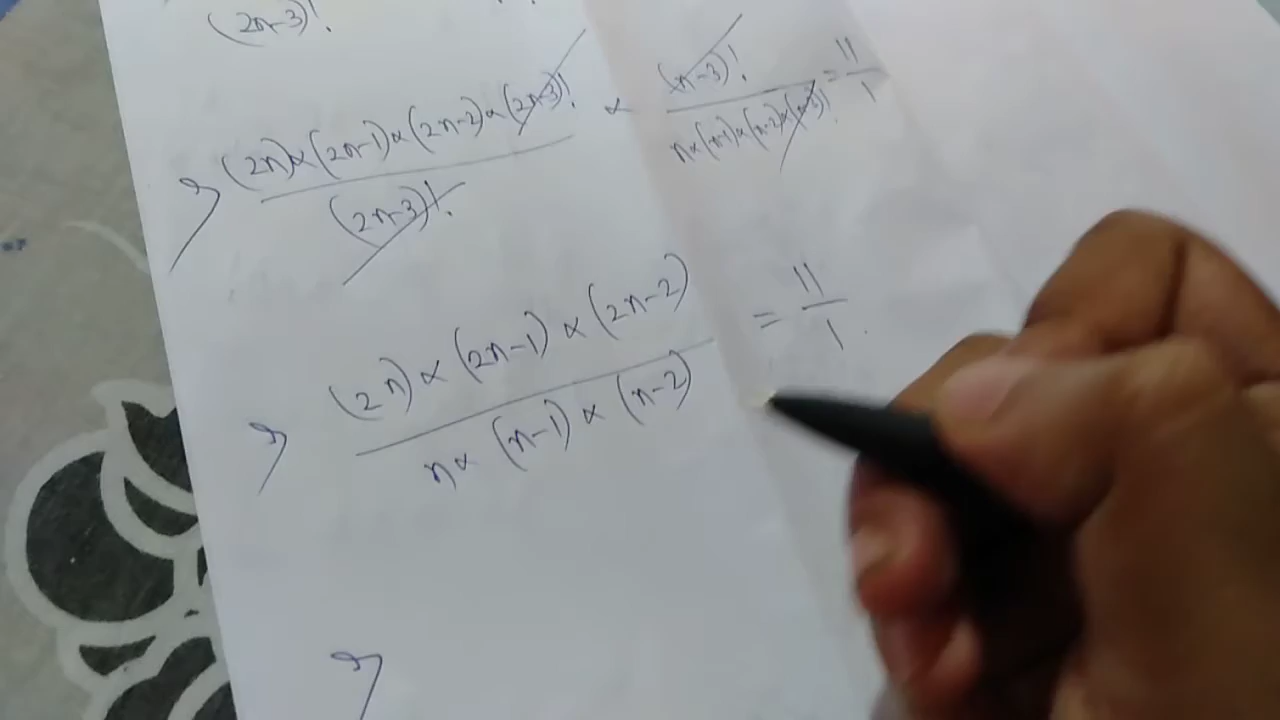 (2n-3)!
⇒ (2n)×(2n-1)×(2n-2)×(2n-3)! / (2n-3)! × (n-3)! / n×(n-1)×(n-2)×(n-3)! = 11/1
⇒ (2n)×(2n-1)×(2n-2) / n×(n-1)×(n-2) = 11/1
⇒